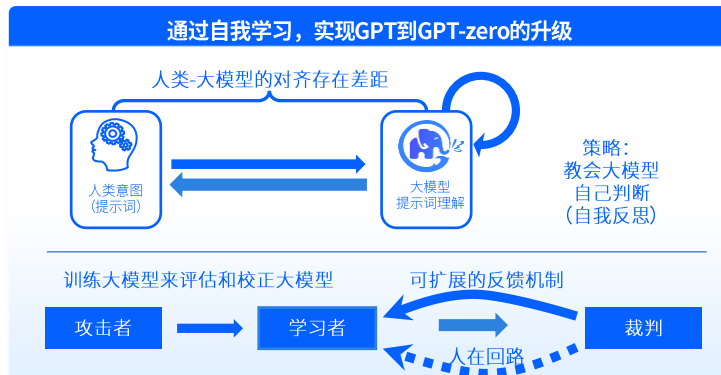 通过自我学习，实现GPT到GPT-zero的升级
人类-大模型的对齐存在差距
人类意图
（提示词）
大模型
提示词理解
策略：
教会大模型
自己判断
（自我反思）
训练大模型来评估和校正大模型
可扩展的反馈机制
攻击者
学习者
裁判
人在回路